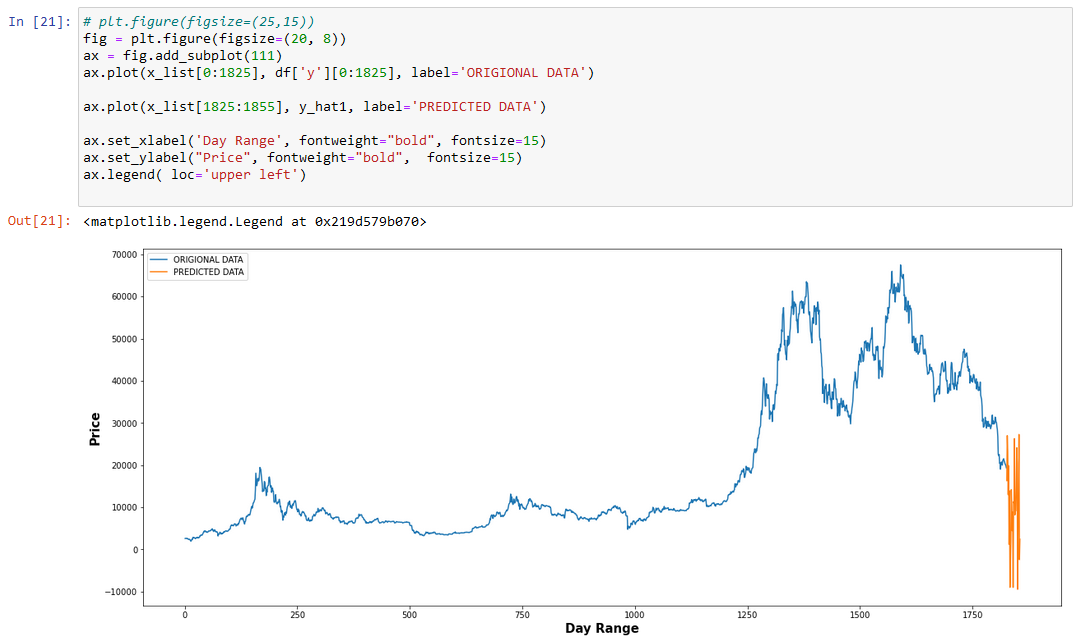 In [21]:
# plt.figure(figsize=(25,15))
fig = plt.figure(figsize=(20, 8))
ax = fig.add_subplot(111)
ax.plot(x_list[0:1825], df['y'][0:1825], label='ORIGIONAL DATA')
ax.plot(x_list[1825:1855], y_hat1, label='PREDICTED DATA')
ax.set_xlabel('Day Range', fontweight="bold", fontsize=15)
ax.set_ylabel("Price", fontweight="bold",  fontsize=15)
ax.legend( loc='upper left')
Out[21]: <matplotlib.legend.Legend at 0x219d579b070>
ORIGIONAL DATA
PREDICTED DATA
70000
60000
50000
40000
30000
20000
10000
0
−10000
Price
0 250 500 750 1000 1250 1500 1750
Day Range